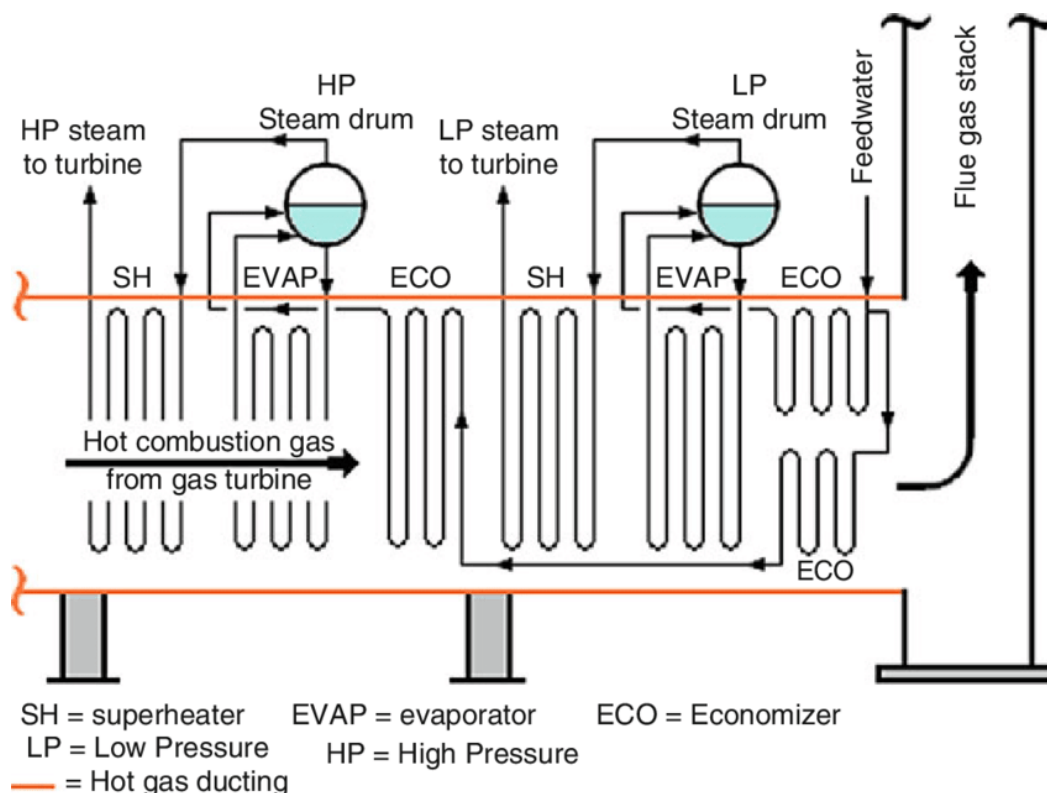 HP
Steam drum
LP
Steam drum
HP steam
to turbine
LP steam
to turbine
Feedwater
Flue gas stack
SH
EVAP
ECO
SH
EVAP
ECO
Hot combustion gas
from gas turbine
ECO
SH = superheater
EVAP = evaporator
ECO = Economizer
LP = Low Pressure
HP = High Pressure
= Hot gas ducting